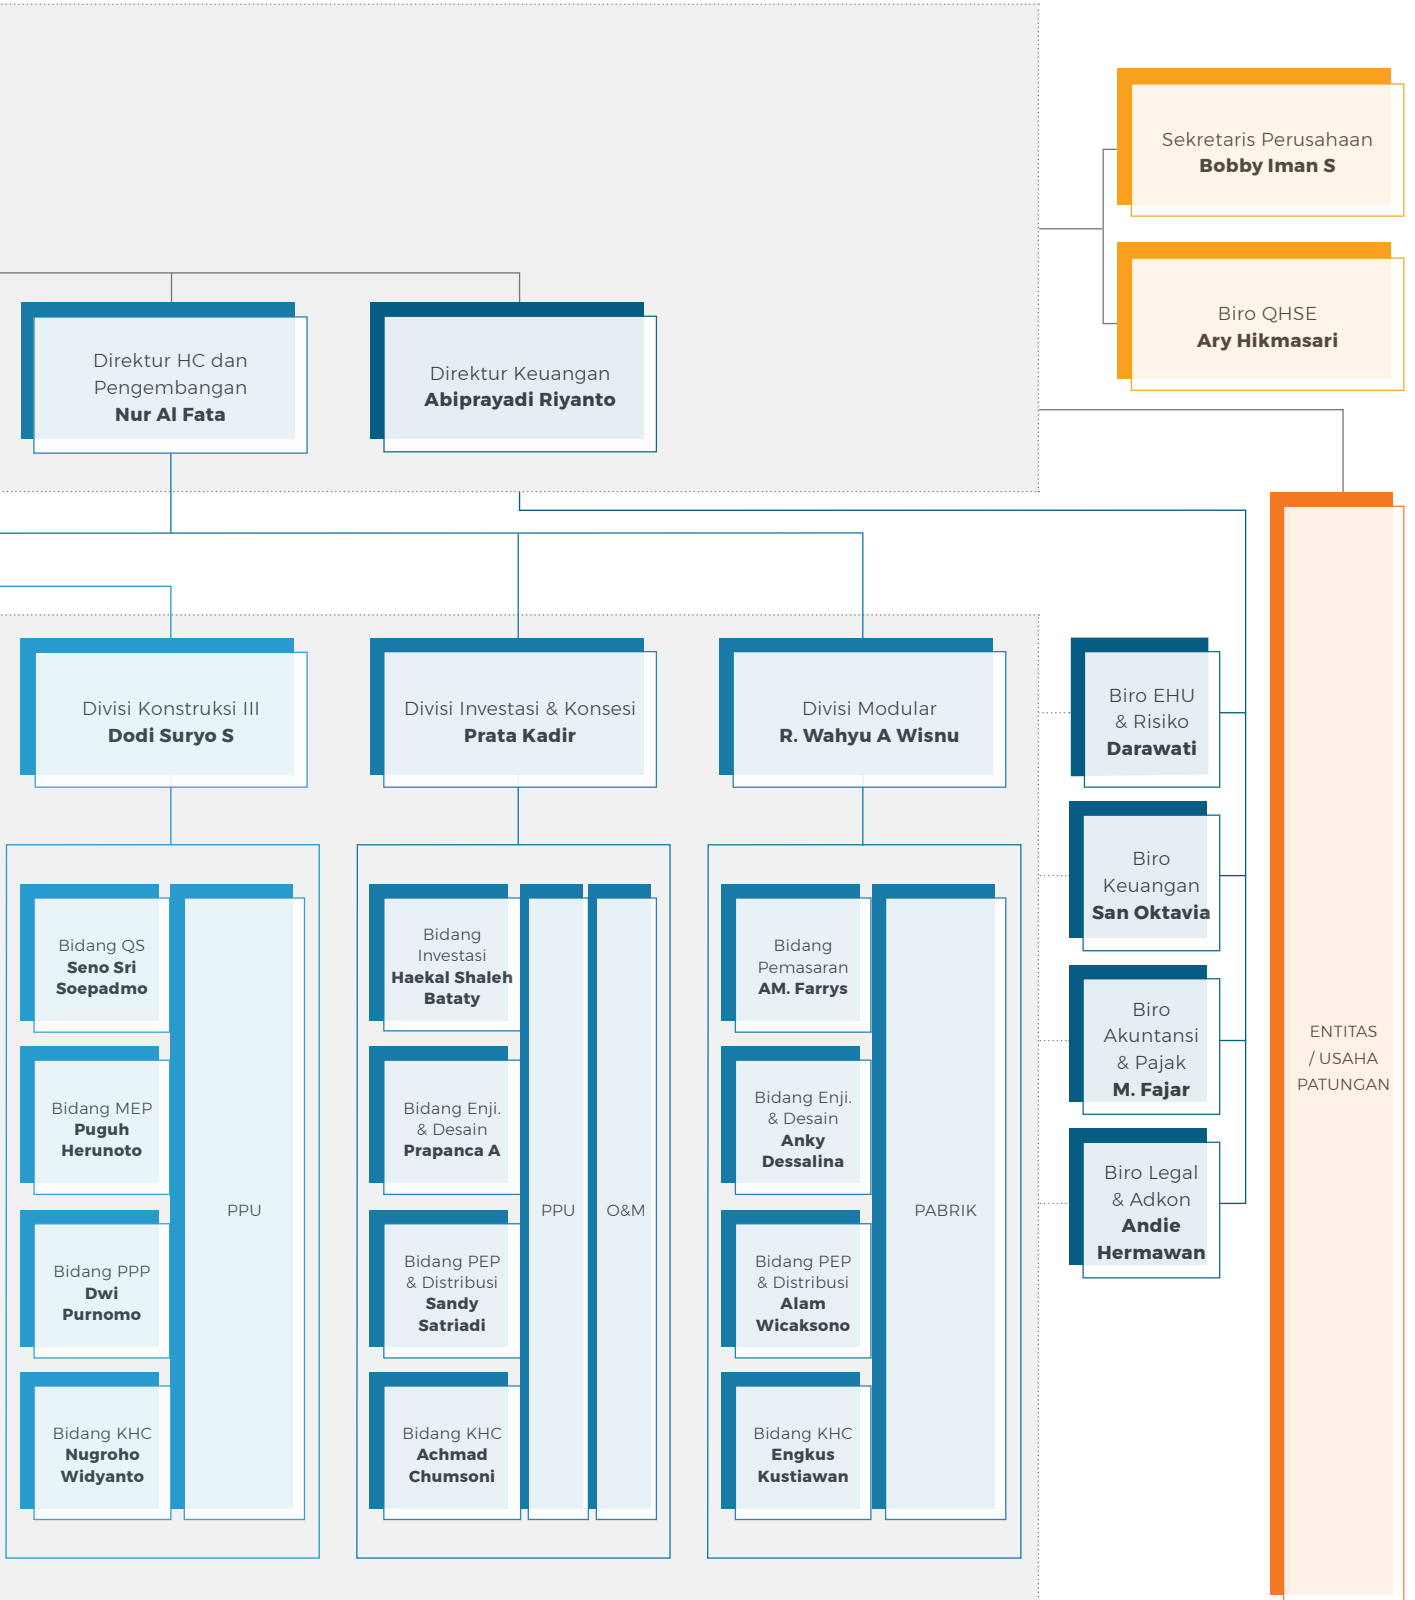 Sekretaris Perusahaan
Bobby Iman S
Biro QHSE
Ary Hikmasari
Direktur HC dan
Pengembangan
Nur Al Fata
Direktur Keuangan
Abiprayadi Riyanto
Divisi Konstruksi III
Dodi Suryo S
Divisi Investasi & Konsesi
Prata Kadir
Divisi Modular
R. Wahyu A Wisnu
Bidang QS
Seno Sri
Soepadmo
Bidang MEP
Puguh
Herunoto
Bidang PPP
Dwi
Purnomo
Bidang KHC
Nugroho
Widyanto
PPU
Bidang
Investasi
Haekal Shaleh
Bataty
Bidang Enji.
& Desain
Prapanca A
Bidang PEP
& Distribusi
Sandy
Satriadi
Bidang KHC
Achmad
Chumsoni
PPU
O&M
Bidang
Pemasaran
AM. Farrys
Bidang Enji.
& Desain
Anky
Dessalina
Bidang PEP
& Distribusi
Alam
Wicaksono
Bidang KHC
Engkus
Kustiawan
PABRIK
Biro EHU
& Risiko
Darawati
Biro
Keuangan
San Oktavia
Biro
Akuntansi
& Pajak
M. Fajar
Biro Legal
& Adkon
Andie
Hermawan
ENTITAS
/ USAHA
PATUNGAN